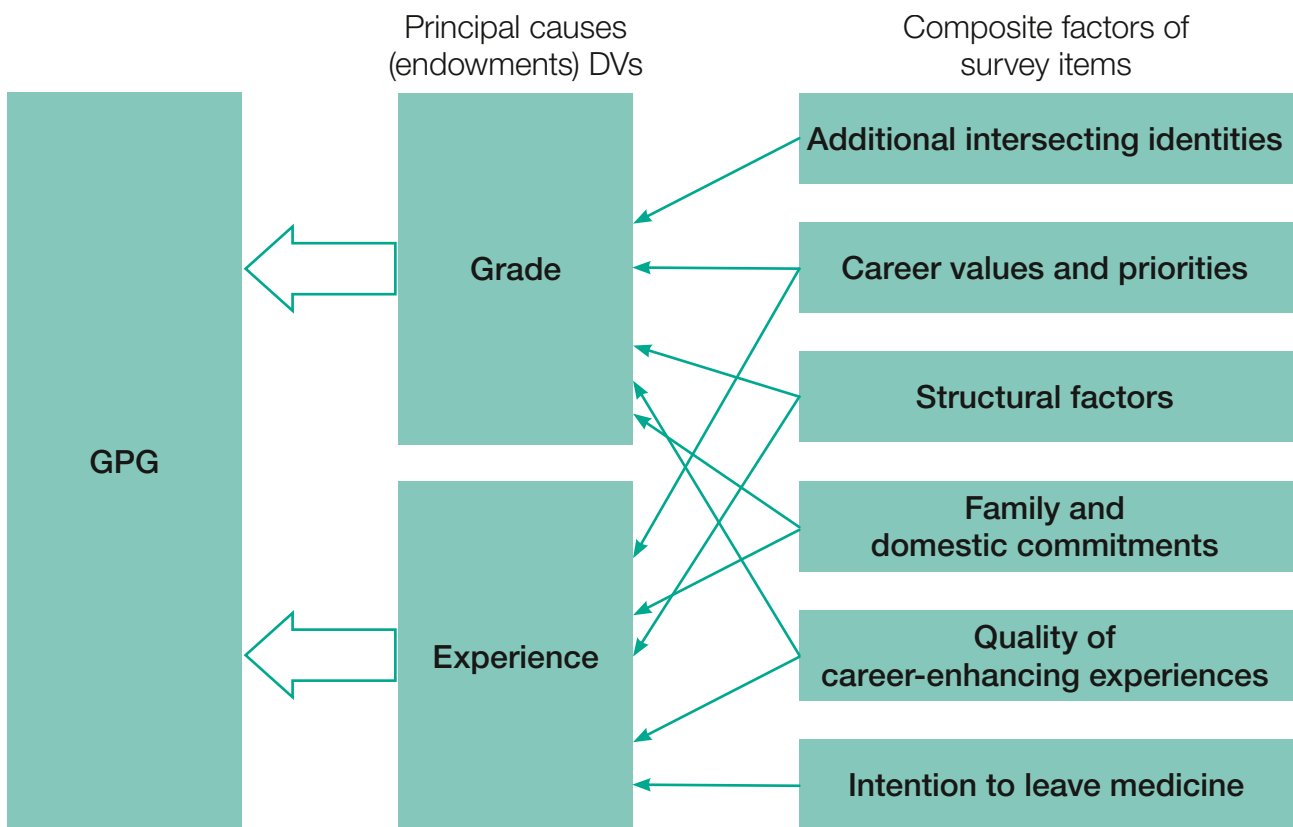 Principal causes
(endowments) DVs
Composite factors of
survey items
GPG
Grade
Experience
Additional intersecting identities
Career values and priorities
Structural factors
Family and
domestic commitments
Quality of
career-enhancing experiences
Intention to leave medicine